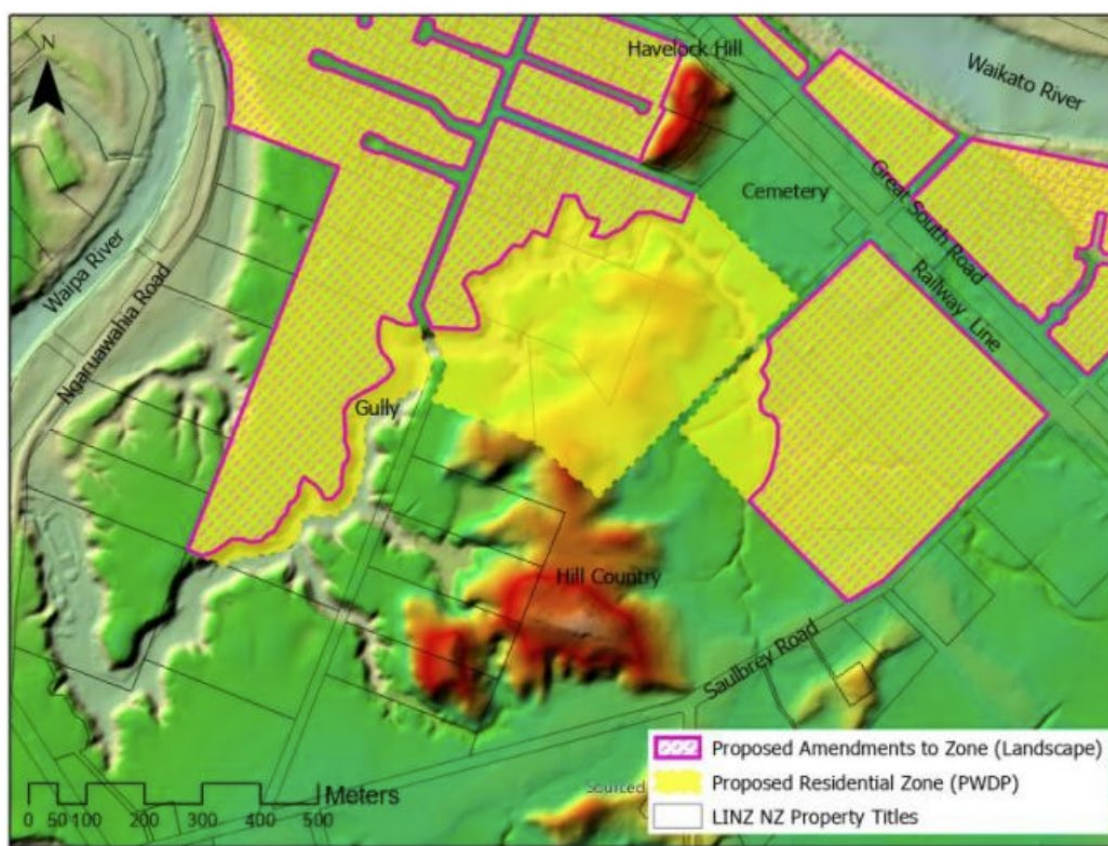 N
Havelock Hill
Waikato River
Cemetery
Great South Road
Railway Line
Waipa River
Ngaruawahia Road
Gully
Hill Country
Saulbrey Road
Sourced
Proposed Amendments to Zone (Landscape)
Proposed Residential Zone (PWDP)
LINZ NZ Property Titles
Meters
0 50 100 200 300 400 500